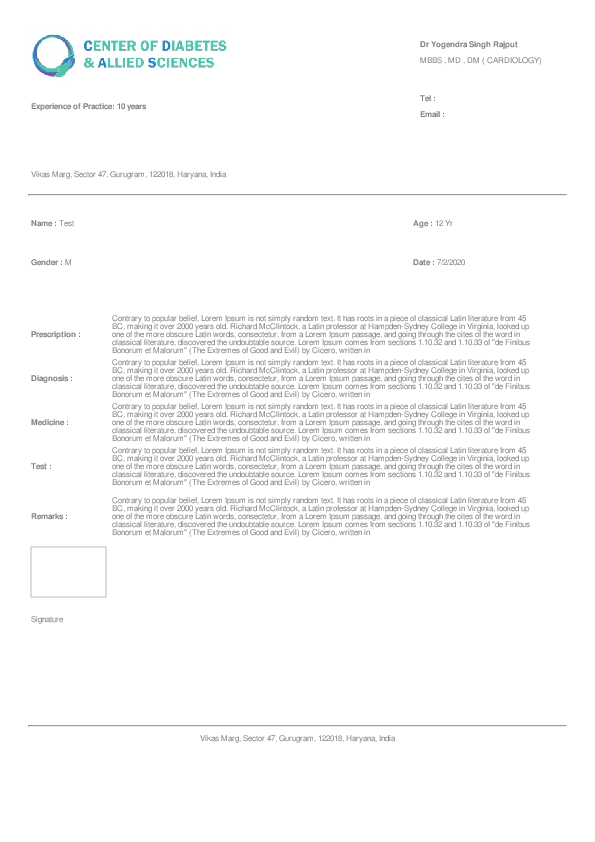 CENTER OF DIABETES
& ALLIED SCIENCES
Dr Yogendra Singh Rajput
MBBS , MD , DM ( CARDIOLOGY)
Tel :
Email :
Experience of Practice: 10 years
Vikas Marg, Sector 47, Gurugram, 122018, Haryana, India
Name : Test
Age : 12 Yr
Gender : M
Date : 7/2/2020
Prescription :
Contrary to popular belief, Lorem Ipsum is not simply random text. It has roots in a piece of classical Latin literature from 45
BC, making it over 2000 years old. Richard McClintock, a Latin professor at Hampden-Sydney College in Virginia, looked up
one of the more obscure Latin words, consectetur, from a Lorem Ipsum passage, and going through the cites of the word in
classical literature, discovered the undoubtable source. Lorem Ipsum comes from sections 1.10.32 and 1.10.33 of "de Finibus
Bonorum et Malorum" (The Extremes of Good and Evil) by Cicero, written in
Diagnosis :
Contrary to popular belief, Lorem Ipsum is not simply random text. It has roots in a piece of classical Latin literature from 45
BC, making it over 2000 years old. Richard McClintock, a Latin professor at Hampden-Sydney College in Virginia, looked up
one of the more obscure Latin words, consectetur, from a Lorem Ipsum passage, and going through the cites of the word in
classical literature, discovered the undoubtable source. Lorem Ipsum comes from sections 1.10.32 and 1.10.33 of "de Finibus
Bonorum et Malorum" (The Extremes of Good and Evil) by Cicero, written in
Medicine :
Contrary to popular belief, Lorem Ipsum is not simply random text. It has roots in a piece of classical Latin literature from 45
BC, making it over 2000 years old. Richard McClintock, a Latin professor at Hampden-Sydney College in Virginia, looked up
one of the more obscure Latin words, consectetur, from a Lorem Ipsum passage, and going through the cites of the word in
classical literature, discovered the undoubtable source. Lorem Ipsum comes from sections 1.10.32 and 1.10.33 of "de Finibus
Bonorum et Malorum" (The Extremes of Good and Evil) by Cicero, written in
Test :
Contrary to popular belief, Lorem Ipsum is not simply random text. It has roots in a piece of classical Latin literature from 45
BC, making it over 2000 years old. Richard McClintock, a Latin professor at Hampden-Sydney College in Virginia, looked up
one of the more obscure Latin words, consectetur, from a Lorem Ipsum passage, and going through the cites of the word in
classical literature, discovered the undoubtable source. Lorem Ipsum comes from sections 1.10.32 and 1.10.33 of "de Finibus
Bonorum et Malorum" (The Extremes of Good and Evil) by Cicero, written in
Remarks :
Contrary to popular belief, Lorem Ipsum is not simply random text. It has roots in a piece of classical Latin literature from 45
BC, making it over 2000 years old. Richard McClintock, a Latin professor at Hampden-Sydney College in Virginia, looked up
one of the more obscure Latin words, consectetur, from a Lorem Ipsum passage, and going through the cites of the word in
classical literature, discovered the undoubtable source. Lorem Ipsum comes from sections 1.10.32 and 1.10.33 of "de Finibus
Bonorum et Malorum" (The Extremes of Good and Evil) by Cicero, written in
Signature
Vikas Marg, Sector 47, Gurugram, 122018, Haryana, India